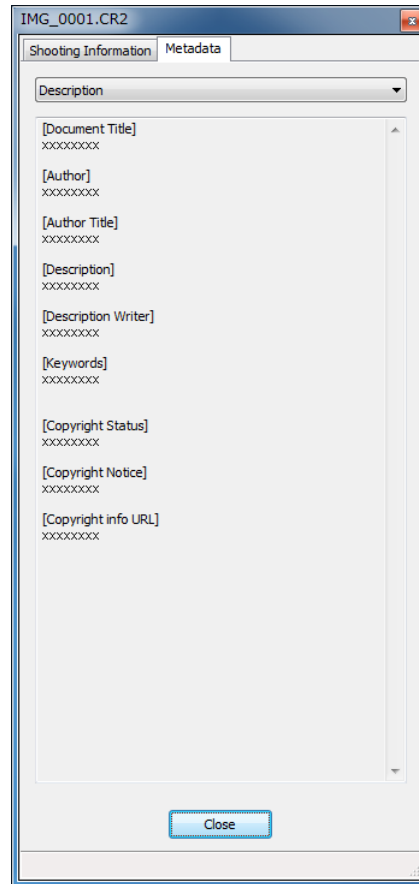 IMG_0001.CR2
Shooting Information
Metadata
Description
[Document Title]
xxxxxxxx
[Author]
xxxxxxxx
[Author Title]
xxxxxxxx
[Description]
xxxxxxxx
[Description Writer]
xxxxxxxx
[Keywords]
xxxxxxxx
[Copyright Status]
xxxxxxxx
[Copyright Notice]
xxxxxxxx
[Copyright info URL]
xxxxxxxx
Close